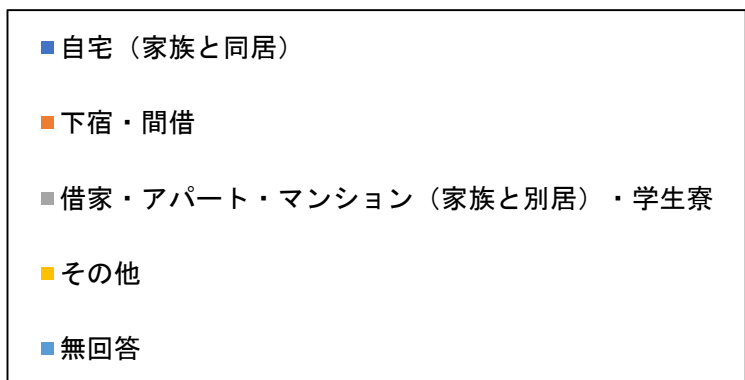 自宅（家族と同居）
下宿・間借
借家・アパート・マンション（家族と別居）・学生寮
その他
無回答